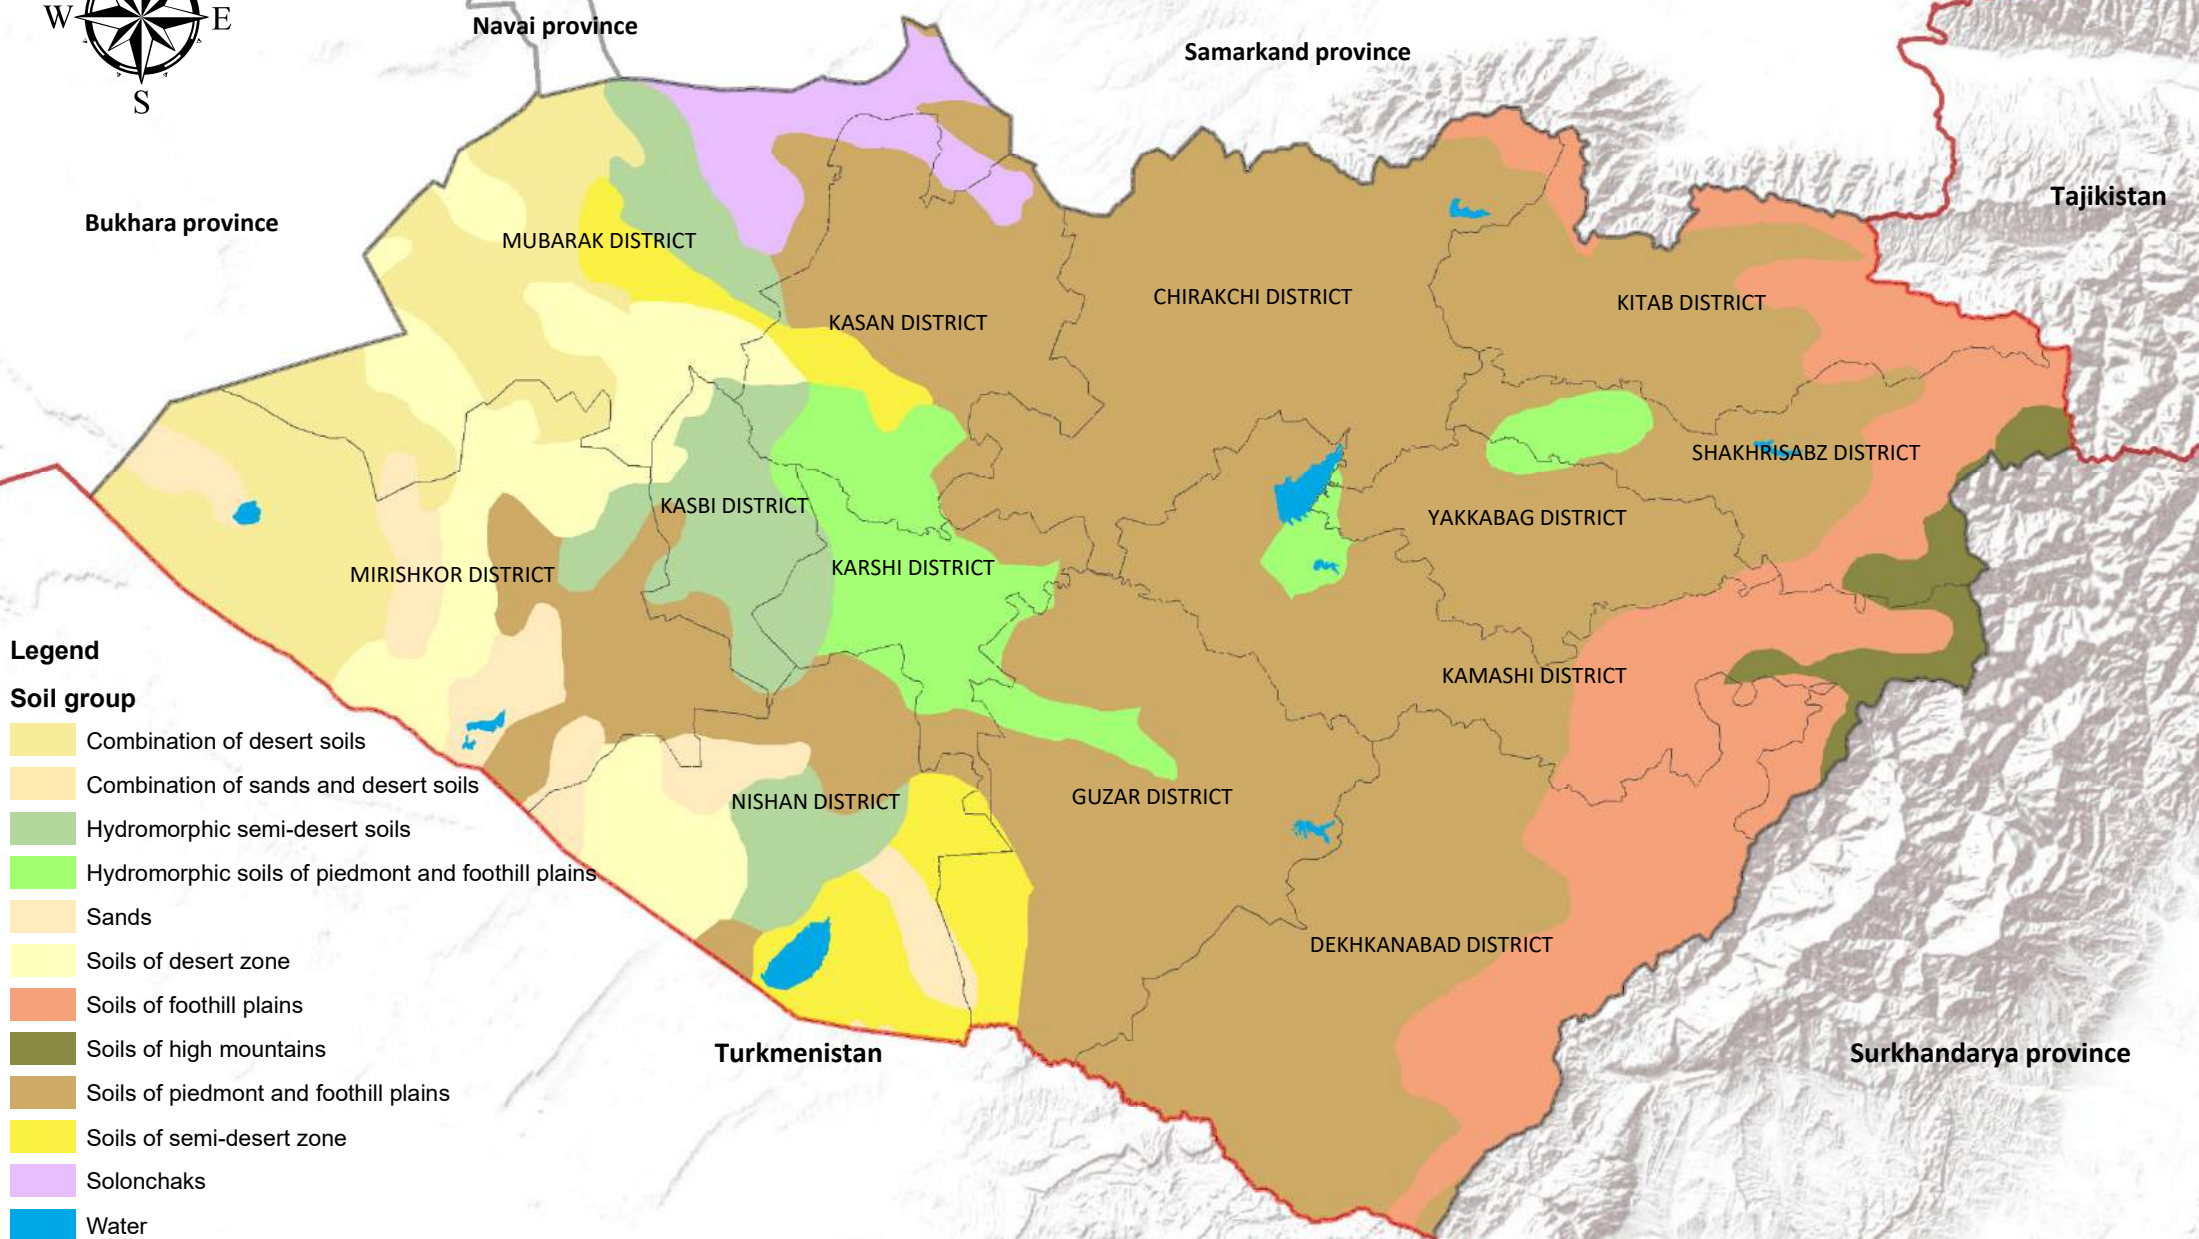 W
E
S
Navai province
Samarkand province
Bukhara province
Tajikistan
MUBARAK DISTRICT
KASAN DISTRICT
CHIRAKCHI DISTRICT
KITAB DISTRICT
SHAKHRISABZ DISTRICT
KASBI DISTRICT
YAKKABAG DISTRICT
MIRISHKOR DISTRICT
KARSHI DISTRICT
KAMASHI DISTRICT
NISHAN DISTRICT
GUZAR DISTRICT
DEKHKANABAD DISTRICT
Turkmenistan
Surkhandarya province
Legend
Soil group
Combination of desert soils
Combination of sands and desert soils
Hydromorphic semi-desert soils
Hydromorphic soils of piedmont and foothill plains
Sands
Soils of desert zone
Soils of foothill plains
Soils of high mountains
Soils of piedmont and foothill plains
Soils of semi-desert zone
Solonchaks
Water